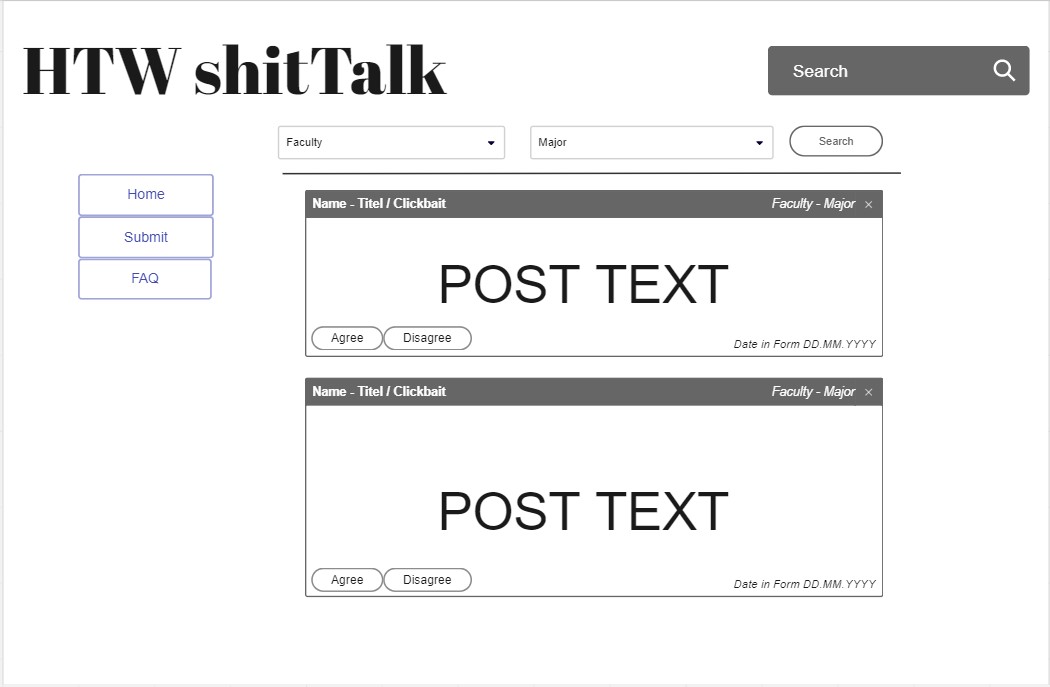 HTW shitTalk
Search
Faculty
Major
Search
Home
Submit
FAQ
Name - Titel / Clickbait
Faculty - Major
POST TEXT
Agree
Disagree
Date in Form DD.MM.YYYY
Name - Titel / Clickbait
Faculty - Major
POST TEXT
Agree
Disagree
Date in Form DD.MM.YYYY